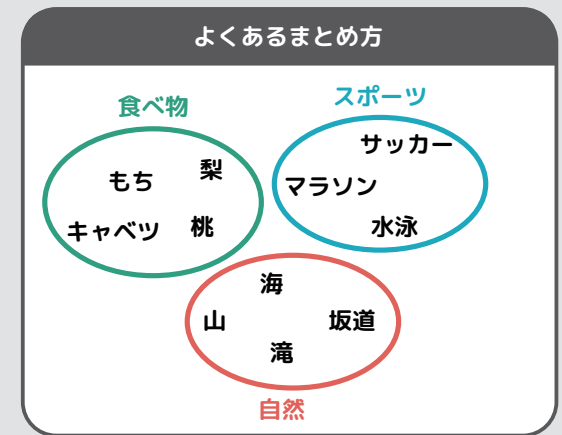 よくあるまとめ方
食べ物
もち
梨
キャベツ
桃
スポーツ
サッカー
マラソン
水泳
海
山
坂道
滝
自然